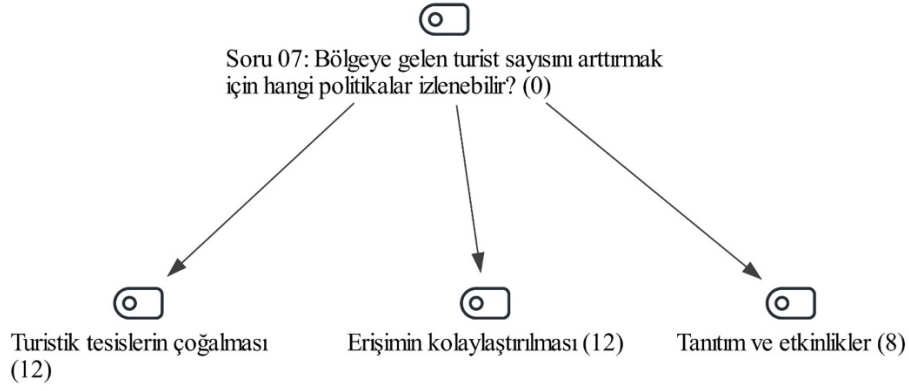 Soru 07: Bölgeye gelen turist sayısını arttırmak
için hangi politikalar izlenebilir? (0)
Turistik tesislerin çoğalması
(12)
Erişimin kolaylaştırılması (12)
Tanıtım ve etkinlikler (8)